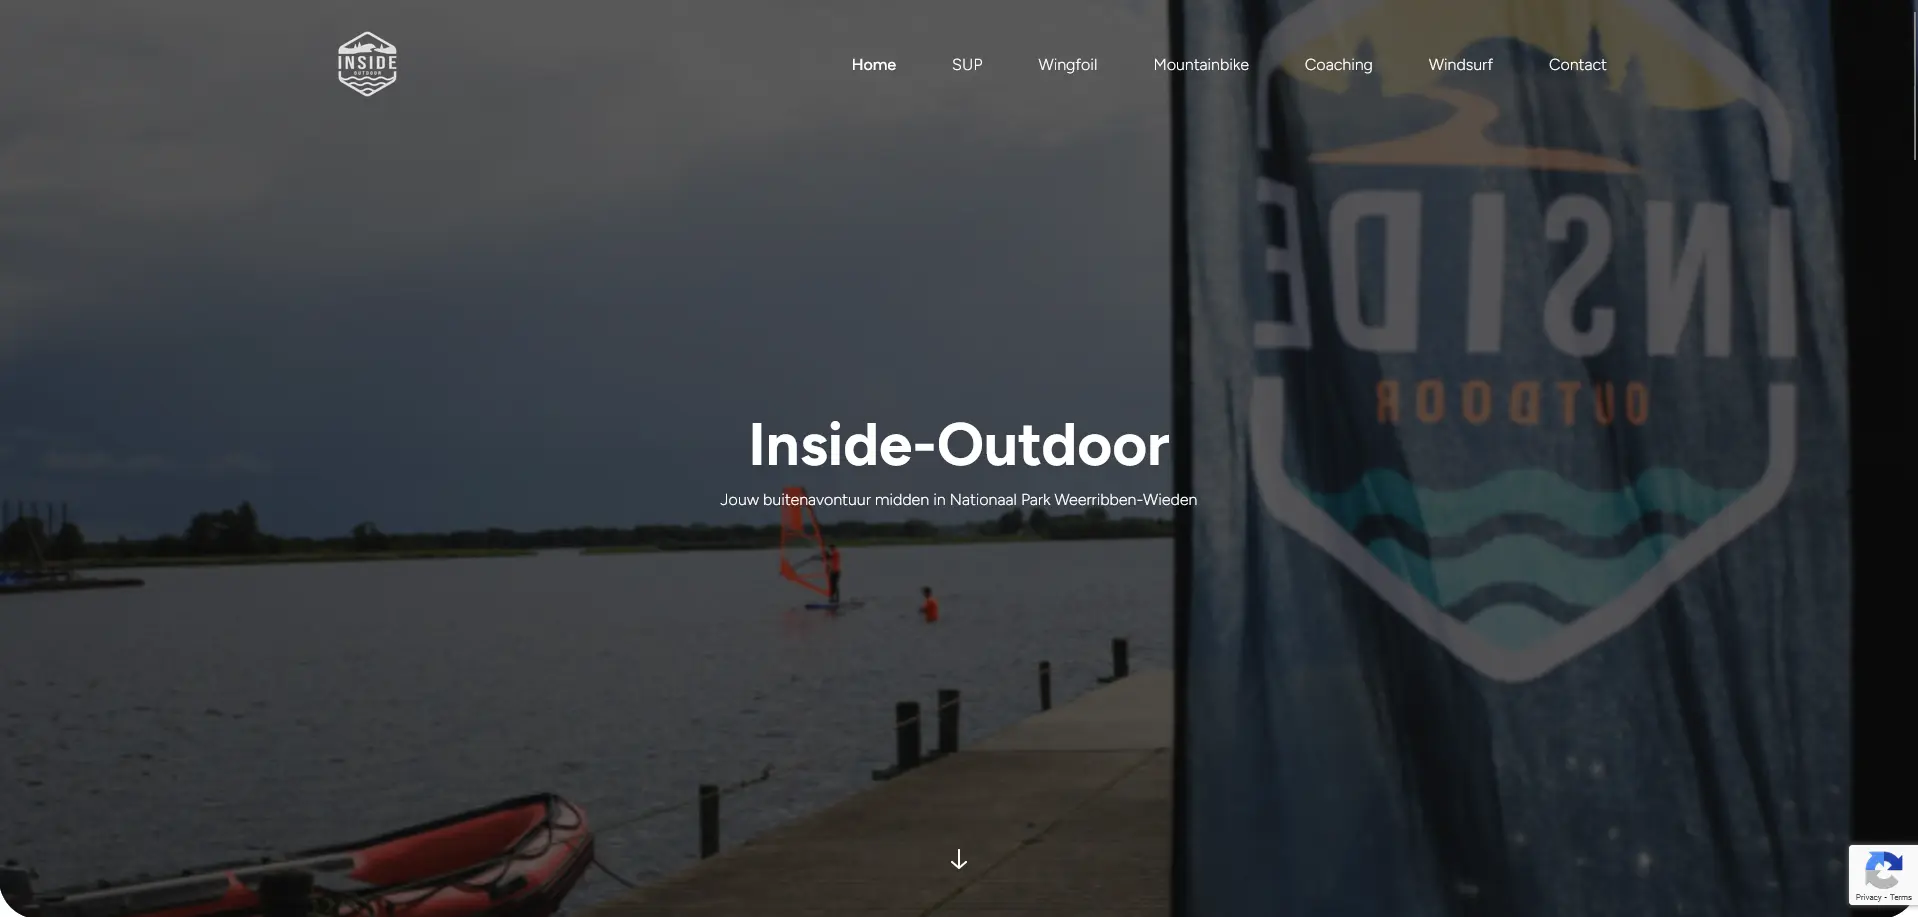 INSIDE
OUTDOOR
Home
SUP
Wingfoil
Mountainbike
Coaching
Windsurf
Contact
INSIDE
OUTDOOR
Inside-Outdoor
Jouw buitenavontuur midden in Nationaal Park Weerribben-Wieden
Privacy - Terms